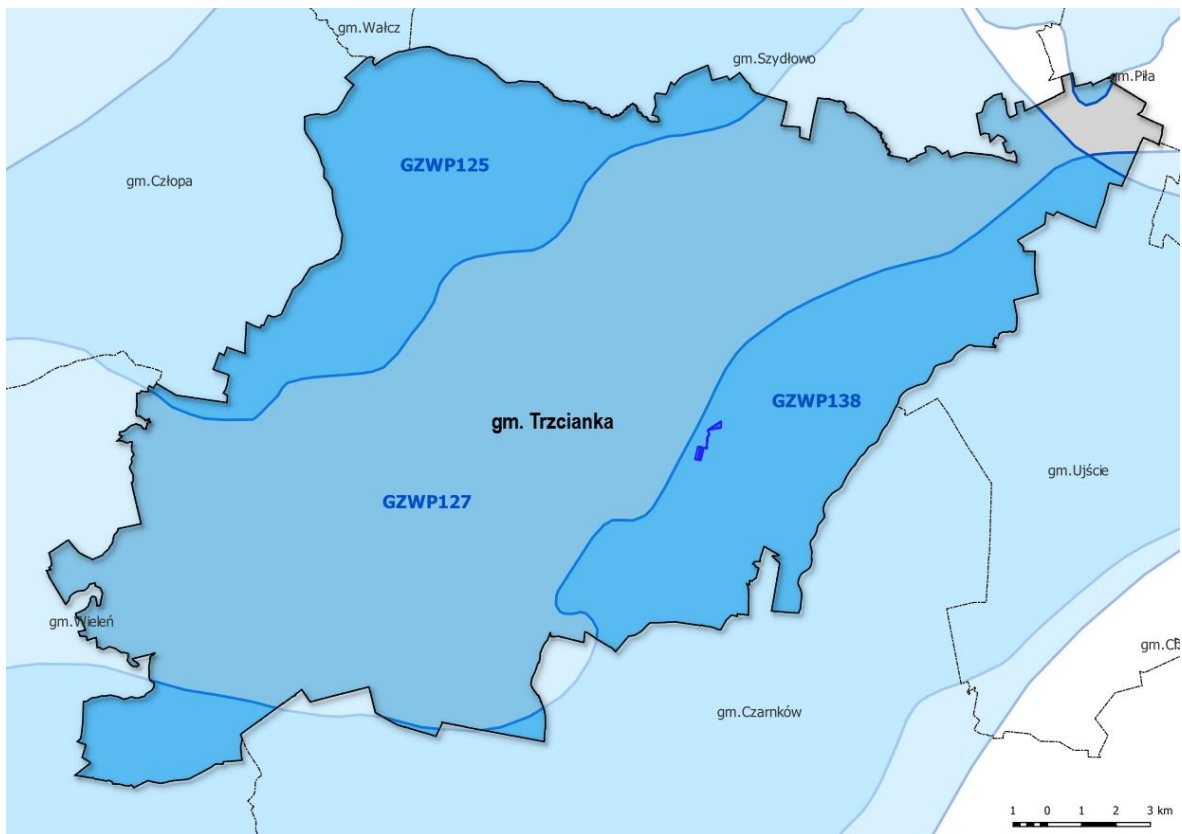 gm.Wałcz
gm.Szydłowo
gm.Piła
GZWP125
gm.Człopa
GZWP138
gm. Trzcianka
gm.Ujście
GZWP127
gm.Wieleń
gm.Czarnków
1 0 1 2 3 km